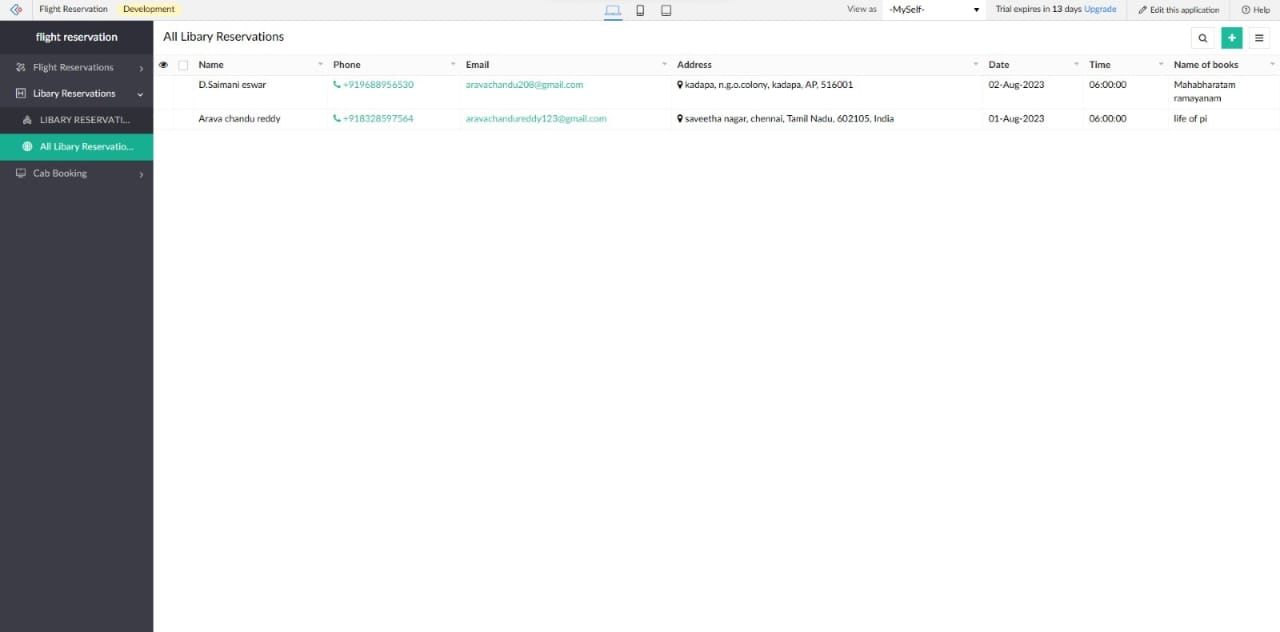 Flight Reservation Development View as -MySelf- Trial expires in 13 days Upgrade Edit this application Help
flight reservation
All Libary Reservations
Flight Reservations
Libary Reservations
LIBARY RESERVATI...
All Libary Reservatio...
Cab Booking
Name Phone Email Address Date Time Name of books
D.Saimani eswar +919688956530 aravachandu208@gmail.com kadapa, n.g.o.colony, kadapa, AP, 516001 02-Aug-2023 06:00:00 Mahabharatam
ramayanam
Arava chandu reddy +918328597564 aravachandureddy123@gmail.com saveetha nagar, chennai, Tamil Nadu, 602105, India 01-Aug-2023 06:00:00 life of pi